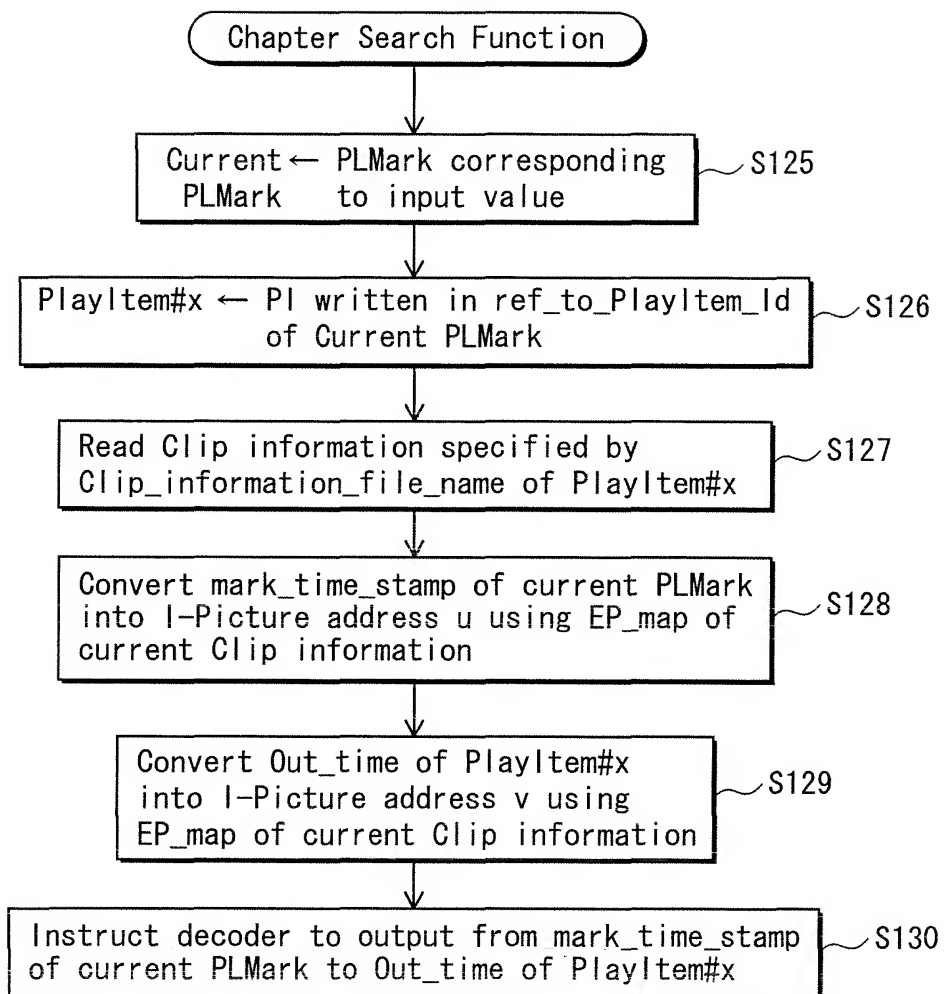 Chapter Search Function
Current ← PLMark corresponding
PLMark to input value
S125
PlayItem#x ← PI written in ref_to_PlayItem_Id
of Current PLMark
S126
Read Clip information specified by
Clip_information_file_name of PlayItem#x
S127
Convert mark_time_stamp of current PLMark
into I-Picture address u using EP_map of
current Clip information
S128
Convert Out_time of PlayItem#x
into I-Picture address v using
EP_map of current Clip information
S129
Instruct decoder to output from mark_time_stamp
of current PLMark to Out_time of PlayItem#x
S130